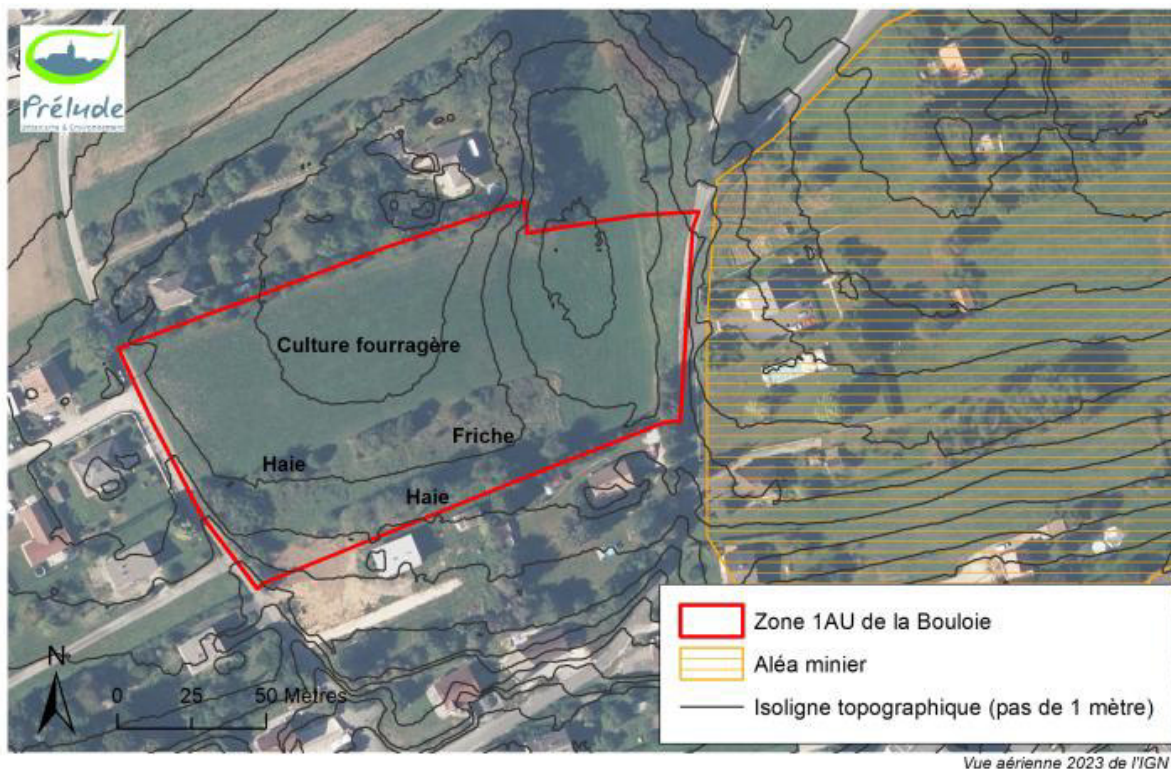 Prélude
Urbanisme & Environnement
Culture fourragère
Friche
Haie
Haie
N
0 25 50 Mètres
Zone 1AU de la Bouloie
Aléa minier
Isoligne topographique (pas de 1 mètre)
Vue aérienne 2023 de l'IGN